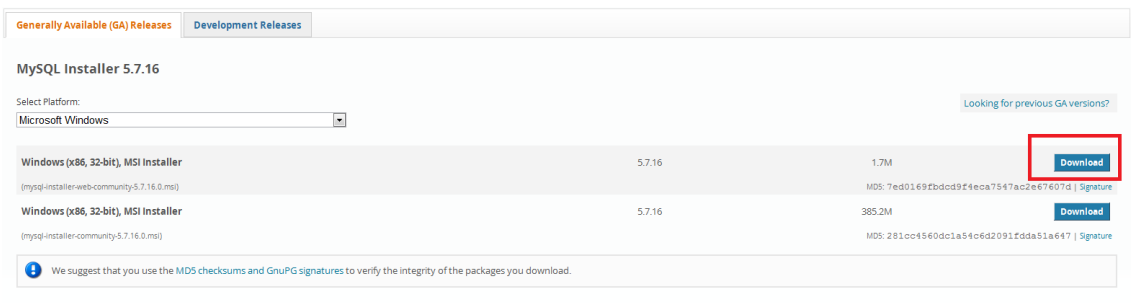 Generally Available (GA) Releases Development Releases
MySQL Installer 5.7.16
Select Platform:
Looking for previous GA versions?
Microsoft Windows
Windows (x86, 32-bit), MSI Installer 5.7.16 1.7M Download
(mysql-installer-web-community-5.7.16.0.msi) MD5: 7ed0169fbdcd9f4eca7547ac2e67607d | Signature
Windows (x86, 32-bit), MSI Installer 5.7.16 385.2M Download
(mysql-installer-community-5.7.16.0.msi) MD5: 281cc4560dc1a54c6d2091fdda51a647 | Signature
We suggest that you use the MD5 checksums and GnuPG signatures to verify the integrity of the packages you download.